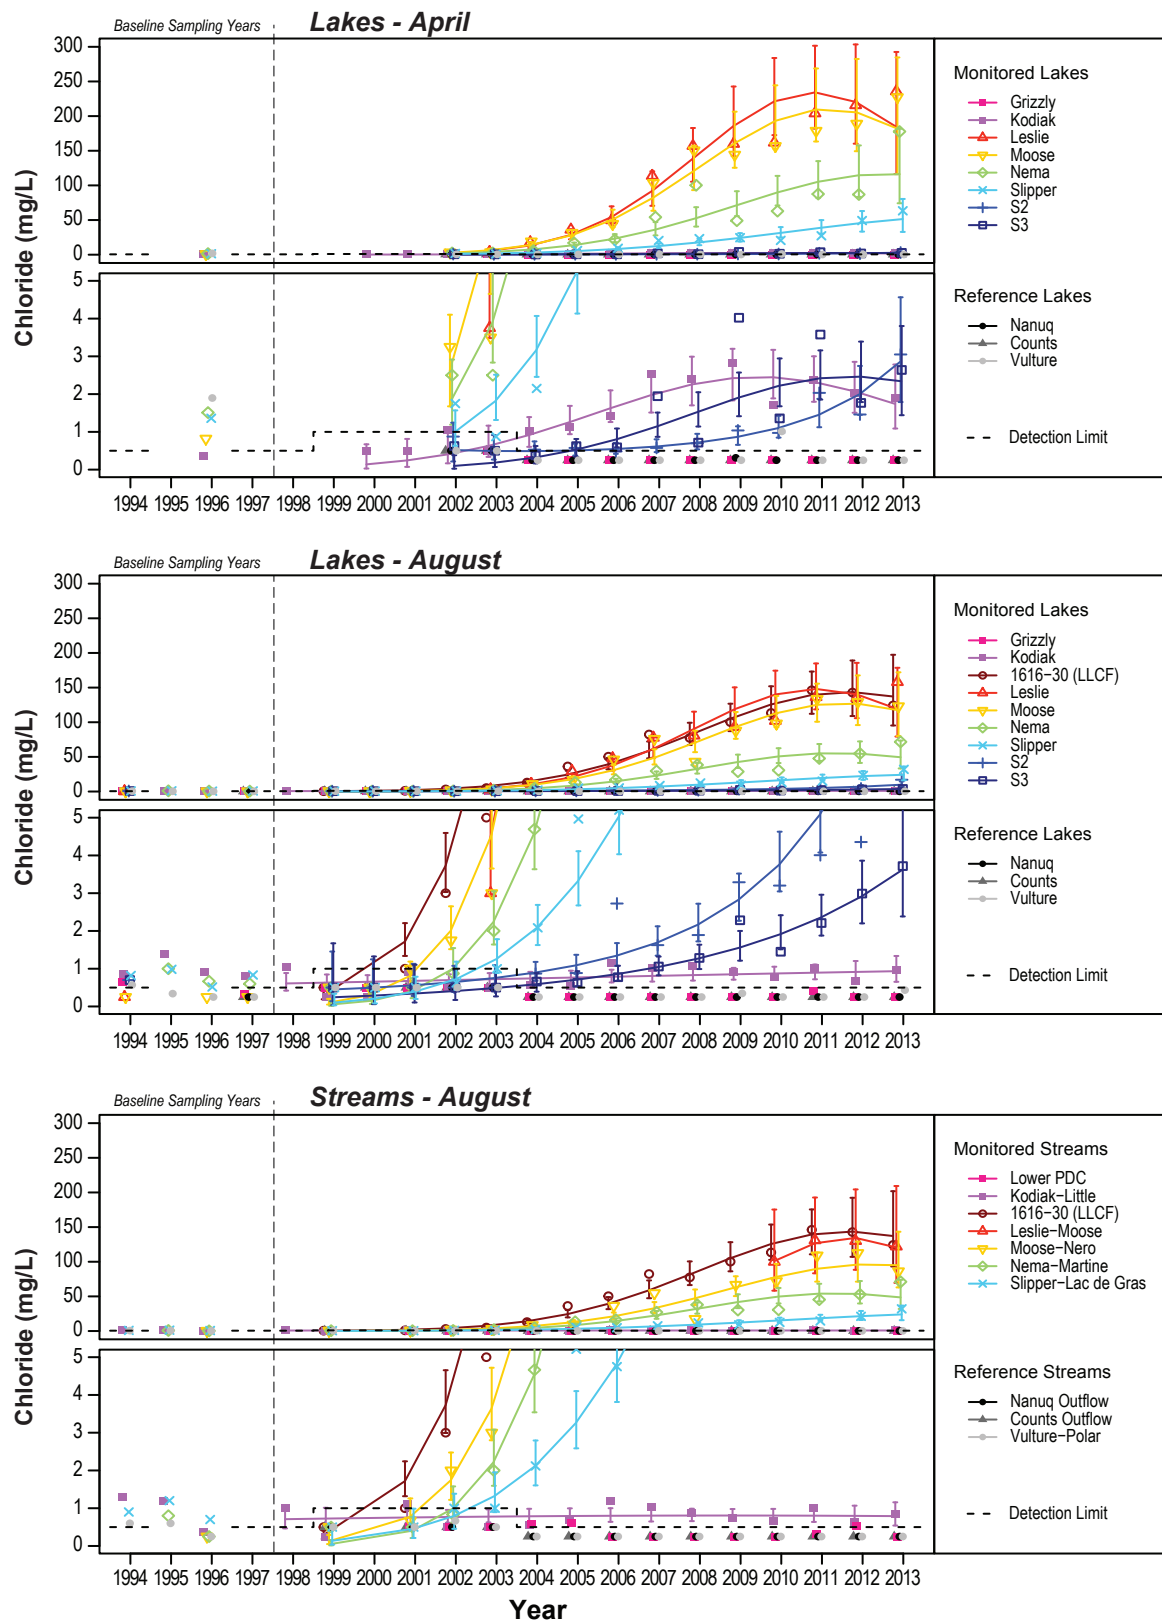 Baseline Sampling Years
Lakes - April
300
250
200
150
100
50
0
5
4
3
2
1
0
Chloride (mg/L)
1994 1995 1996 1997 1998 1999 2000 2001 2002 2003 2004 2005 2006 2007 2008 2009 2010 2011 2012 2013
Monitored Lakes
Grizzly
Kodiak
Leslie
Moose
Nema
Slipper
S2
S3
Reference Lakes
Nanuq
Counts
Vulture
Detection Limit
Baseline Sampling Years
Lakes - August
300
250
200
150
100
50
0
5
4
3
2
1
0
Chloride (mg/L)
1994 1995 1996 1997 1998 1999 2000 2001 2002 2003 2004 2005 2006 2007 2008 2009 2010 2011 2012 2013
Monitored Lakes
Grizzly
Kodiak
1616-30 (LLCF)
Leslie
Moose
Nema
Slipper
S2
S3
Reference Lakes
Nanuq
Counts
Vulture
Detection Limit
Baseline Sampling Years
Streams - August
300
250
200
150
100
50
0
5
4
3
2
1
0
Chloride (mg/L)
1994 1995 1996 1997 1998 1999 2000 2001 2002 2003 2004 2005 2006 2007 2008 2009 2010 2011 2012 2013
Year
Monitored Streams
Lower PDC
Kodiak-Little
1616-30 (LLCF)
Leslie-Moose
Moose-Nero
Nema-Martine
Slipper-Lac de Gras
Reference Streams
Nanuq Outflow
Counts Outflow
Vulture-Polar
Detection Limit